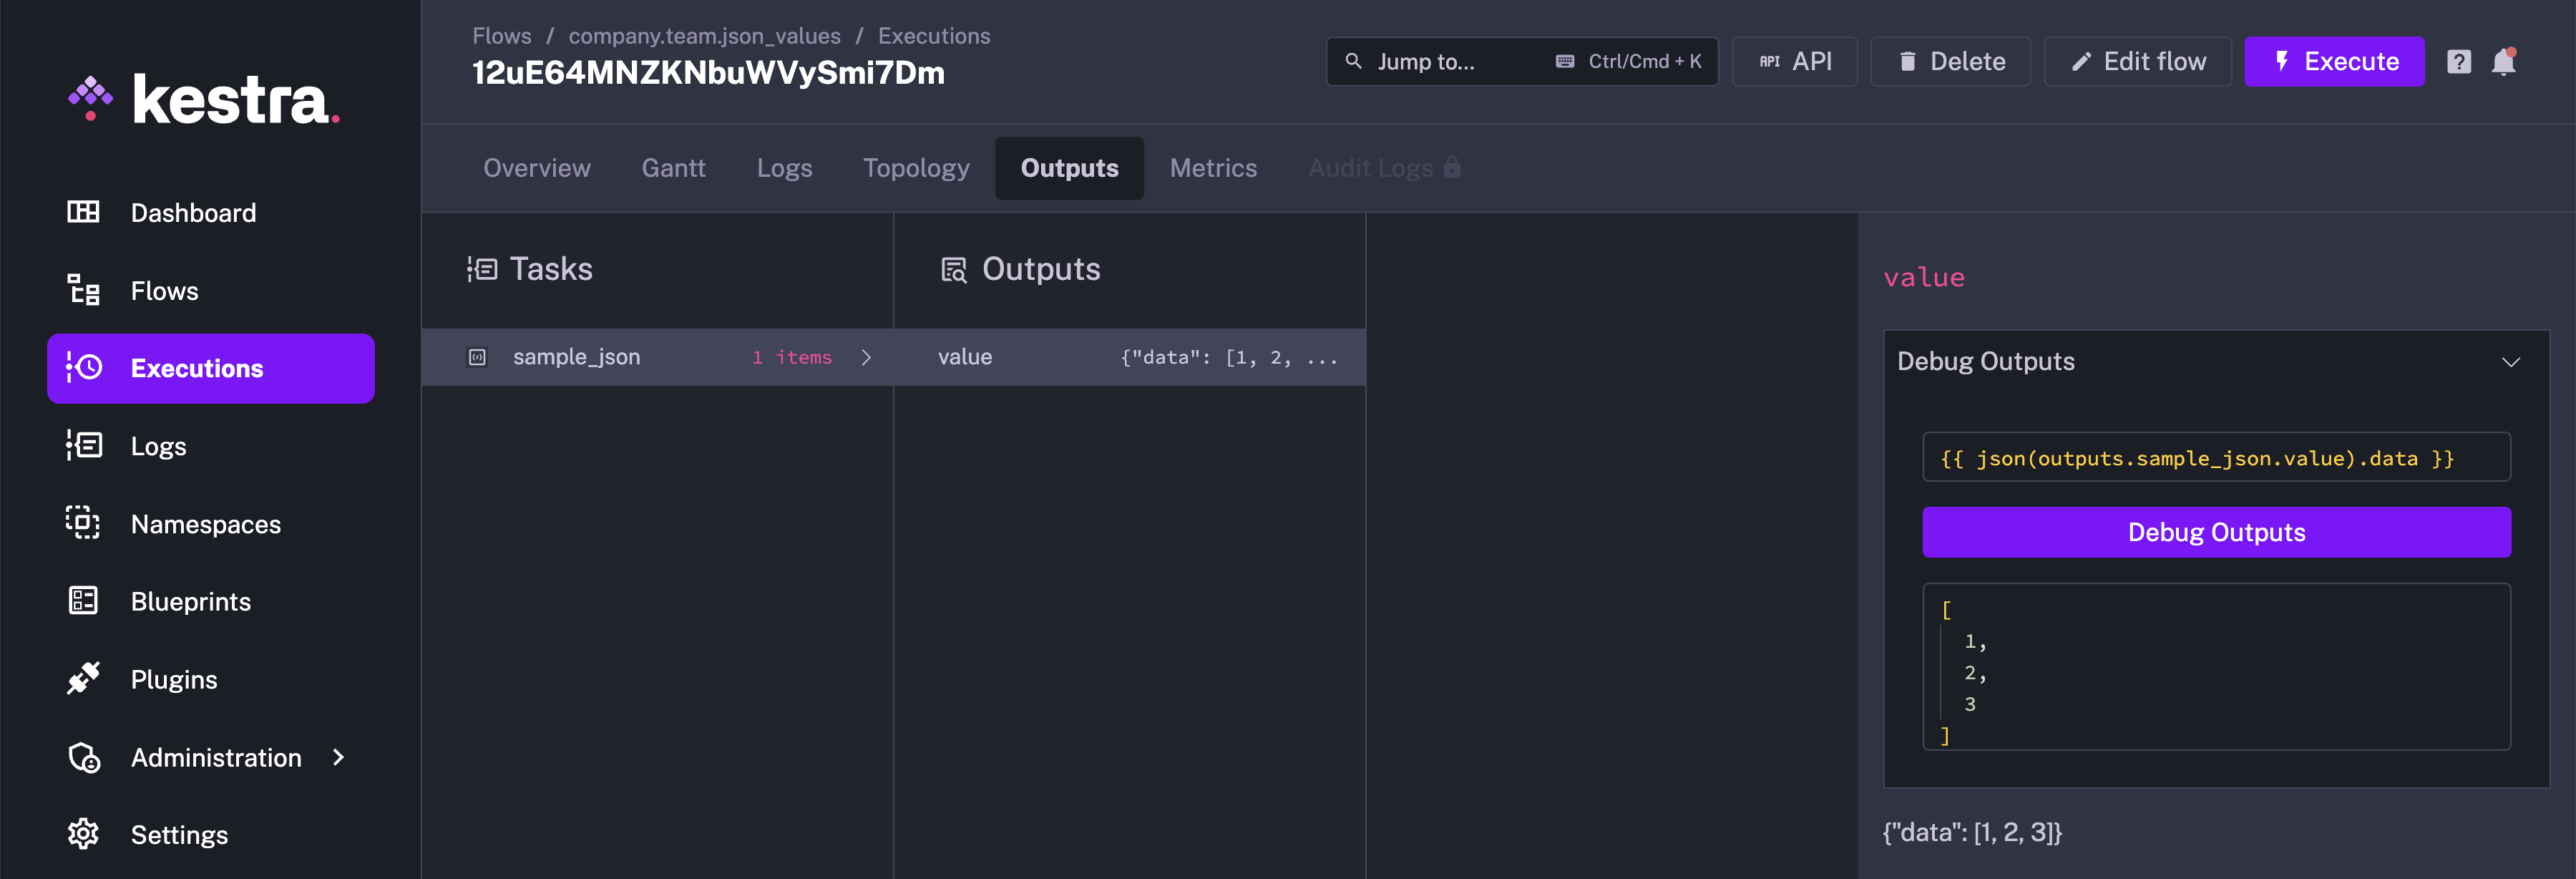 kestra.
Dashboard
Flows
Executions
Logs
Namespaces
Blueprints
Plugins
Administration
Settings
Flows / company.team.json_values / Executions
12uE64MNZKNbuWVySmi7Dm
Jump to... Ctrl/Cmd + K
API API
Delete
Edit flow
Execute
?
Overview Gantt Logs Topology Outputs Metrics Audit Logs
Tasks
sample_json 1 items
Outputs
value {"data": [1, 2, ...
value
Debug Outputs
{{ json(outputs.sample_json.value).data }}
Debug Outputs
[
1,
2,
3
]
{"data": [1, 2, 3]}